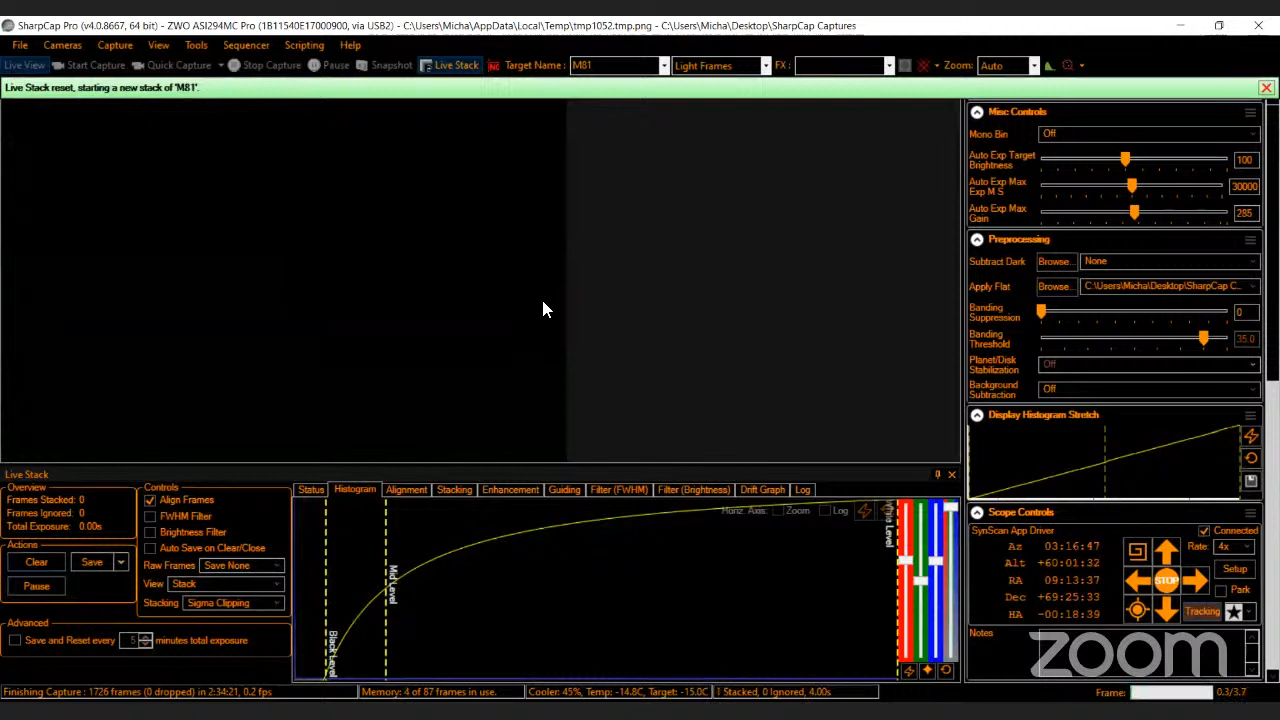 SharpCap Pro (v4.0.8667, 64 bit) - ZWO ASI294MC Pro (1B11540E17000900, via USB2) - C:\Users\Micha\AppData\Local\Temp\tmp1052.tmp.png - C:\Users\Micha\Desktop\SharpCap Captures
File Cameras Capture View Tools Sequencer Scripting Help
Live View Start Capture Quick Capture Stop Capture Pause Snapshot Live Stack Target Name : M81 Light Frames FX : Zoom: Auto
Live Stack reset, starting a new stack of 'M81'.
Misc Controls
Mono Bin Off
Auto Exp Target Brightness 100
Auto Exp Max Exp M S 30000
Auto Exp Max Gain 285
Preprocessing
Subtract Dark Browse... None
Apply Flat Browse... C:\Users\Micha\Desktop\SharpCap C...
Banding Suppression 0
Banding Threshold 35.0
Planet/Disk Stabilization Off
Background Subtraction Off
Display Histogram Stretch
Scope Controls
SynScan App Driver Connected
Az 03:16:47 Rate: 4x
Alt +60:01:32 Setup
RA 09:13:37 STOP Park
Dec +69:25:33
HA -00:18:39 Tracking
Notes
Live Stack
Overview
Frames Stacked: 0
Frames Ignored: 0
Total Exposure: 0.00s
Actions
Clear Save
Pause
Controls
Align Frames
FWHM Filter
Brightness Filter
Auto Save on Clear/Close
Raw Frames Save None
View Stack
Stacking Sigma Clipping
Advanced
Save and Reset every 5 minutes total exposure
Status Histogram Alignment Stacking Enhancement Guiding Filter (FWHM) Filter (Brightness) Drift Graph Log
Horiz. Axis: Zoom Log
Black Level
Mid Level
White Level
zoom
Finishing Capture : 1726 frames (0 dropped) in 2:34:21, 0.2 fps Memory: 4 of 87 frames in use. Cooler: 45%, Temp: -14.8C, Target: -15.0C 1 Stacked, 0 Ignored, 4.00s Frame: 0.3/3.7